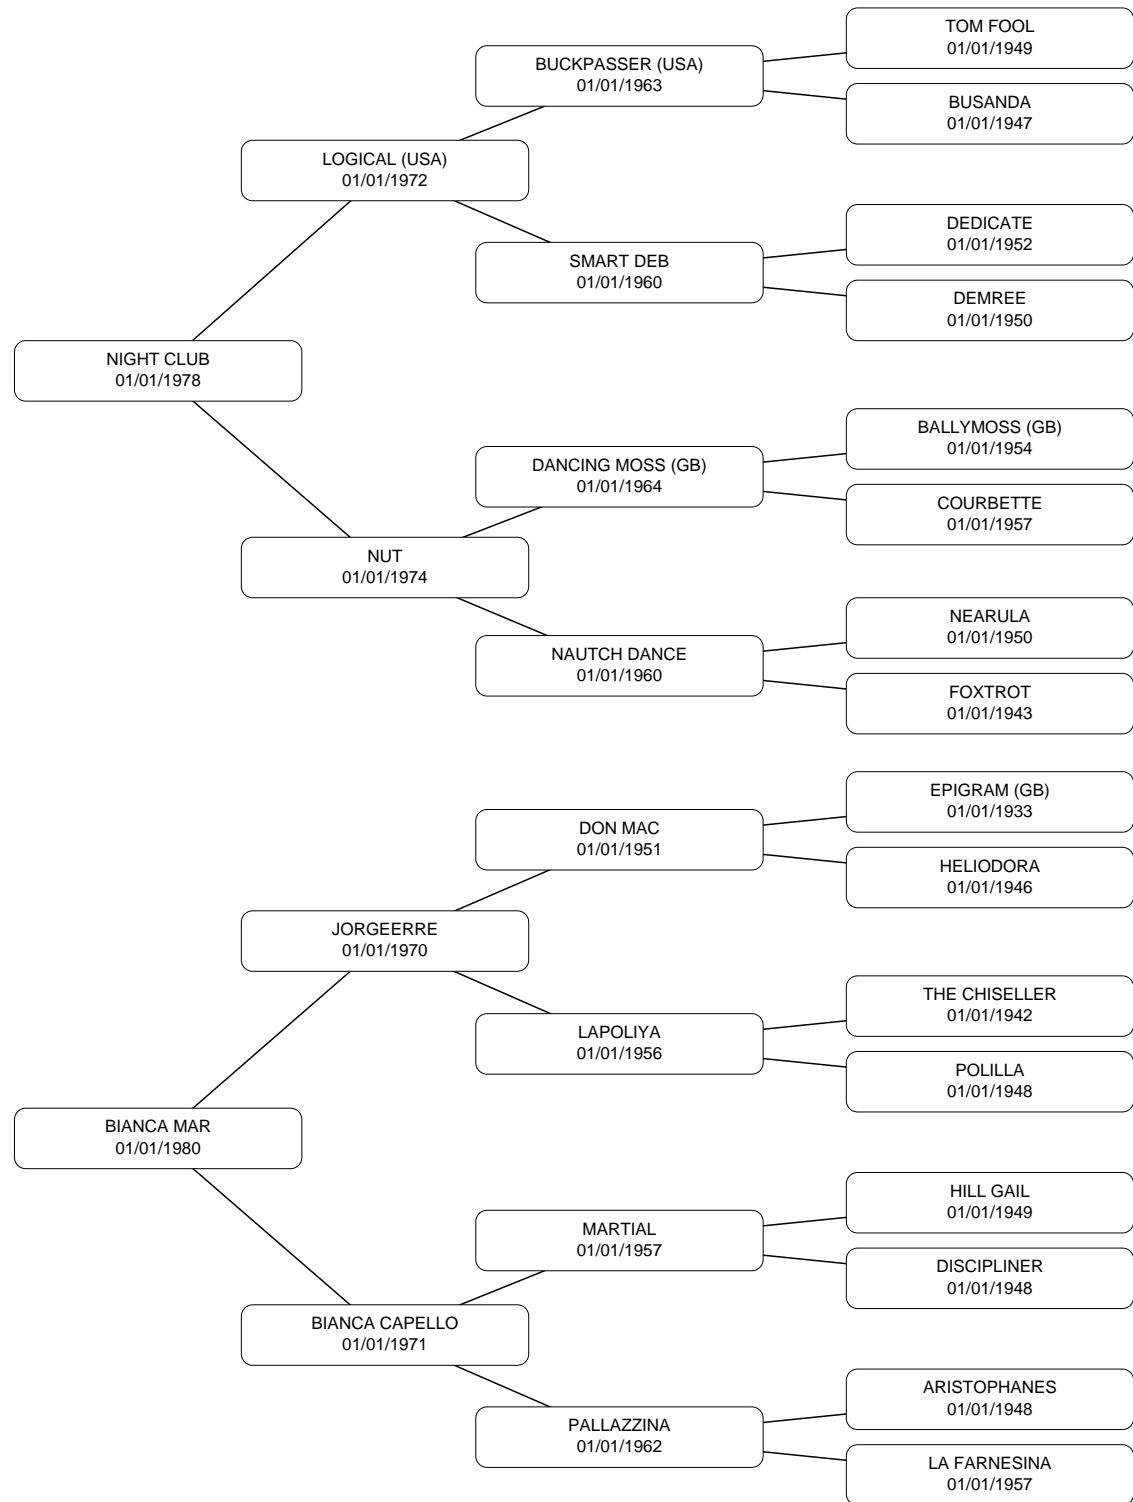 TOM FOOL
01/01/1949
BUCKPASSER (USA)
01/01/1963
BUSANDA
01/01/1947
LOGICAL (USA)
01/01/1972
DEDICATE
01/01/1952
SMART DEB
01/01/1960
DEMREE
01/01/1950
NIGHT CLUB
01/01/1978
BALLYMOSS (GB)
01/01/1954
DANCING MOSS (GB)
01/01/1964
COURBETTE
01/01/1957
NUT
01/01/1974
NEARULA
01/01/1950
NAUTCH DANCE
01/01/1960
FOXTROT
01/01/1943
EPIGRAM (GB)
01/01/1933
DON MAC
01/01/1951
HELIODORA
01/01/1946
JORGEERRE
01/01/1970
THE CHISELLER
01/01/1942
LAPOLIYA
01/01/1956
POLILLA
01/01/1948
BIANCA MAR
01/01/1980
HILL GAIL
01/01/1949
MARTIAL
01/01/1957
DISCIPLINER
01/01/1948
BIANCA CAPELLO
01/01/1971
ARISTOPHANES
01/01/1948
PALLAZZINA
01/01/1962
LA FARNESINA
01/01/1957